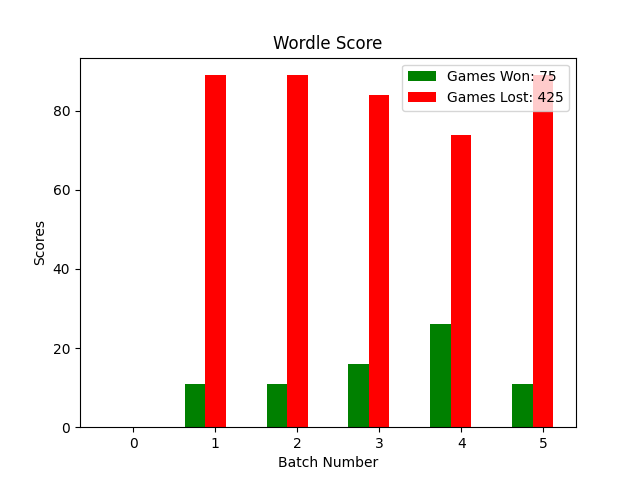 Wordle Score
Games Won: 75
Games Lost: 425
80
60
40
20
0
Scores
0 1 2 3 4 5
Batch Number